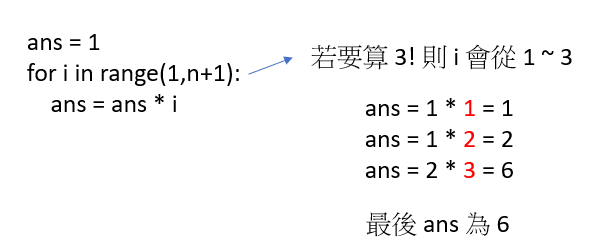 ans = 1
for i in range(1,n+1):
ans = ans * i
若要算 3! 則 i 會從 1 ~ 3
ans = 1 * 1 = 1
ans = 1 * 2 = 2
ans = 2 * 3 = 6
最後 ans 為 6